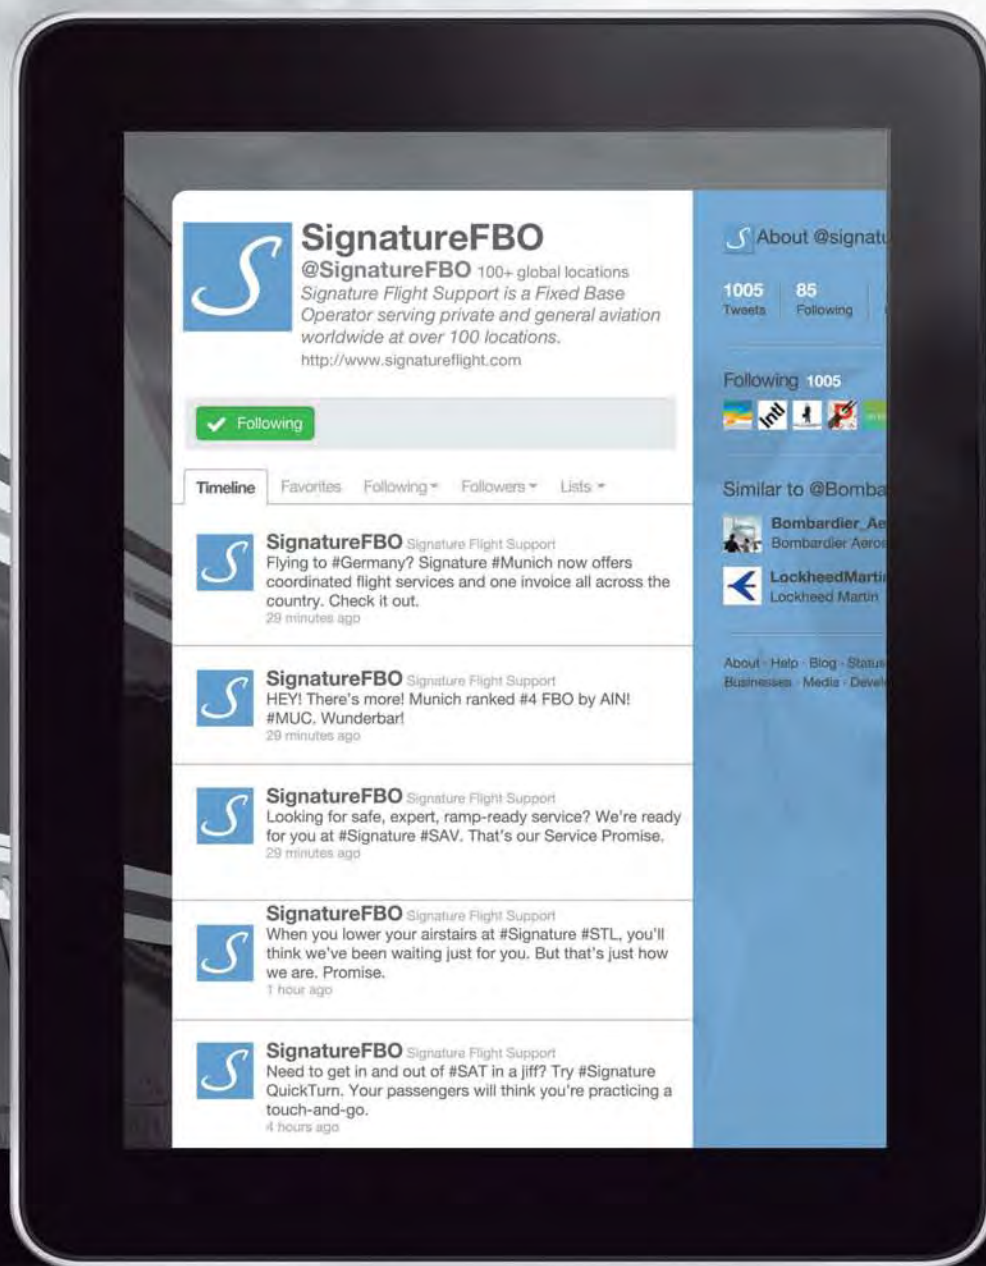 SignatureFBO
@SignatureFBO 100+ global locations
Signature Flight Support is a Fixed Base
Operator serving private and general aviation
worldwide at over 100 locations.
http://www.signatureflight.com
Following
Timeline Favorites Following Followers Lists
SignatureFBO Signature Flight Support
Flying to #Germany? Signature #Munich now offers
coordinated flight services and one invoice all across the
country. Check it out.
29 minutes ago
SignatureFBO Signature Flight Support
HEY! There's more! Munich ranked #4 FBO by AIN!
#MUC. Wunderbar!
29 minutes ago
SignatureFBO Signature Flight Support
Looking for safe, expert, ramp-ready service? We're ready
for you at #Signature #SAV. That's our Service Promise.
29 minutes ago
SignatureFBO Signature Flight Support
When you lower your airstairs at #Signature #STL, you'll
think we've been waiting just for you. But that's just how
we are. Promise.
1 hour ago
SignatureFBO Signature Flight Support
Need to get in and out of #SAT in a jiff? Try #Signature
QuickTurn. Your passengers will think you're practicing a
touch-and-go.
4 hours ago
S About @signatu
1005 85
Tweets Following
Following 1005
Intl
Similar to @Bomba
Bombardier_Ae
Bombardier Aeros
LockheedMartin
Lockheed Martin
About · Help · Blog · Status
Businesses · Media · Develo